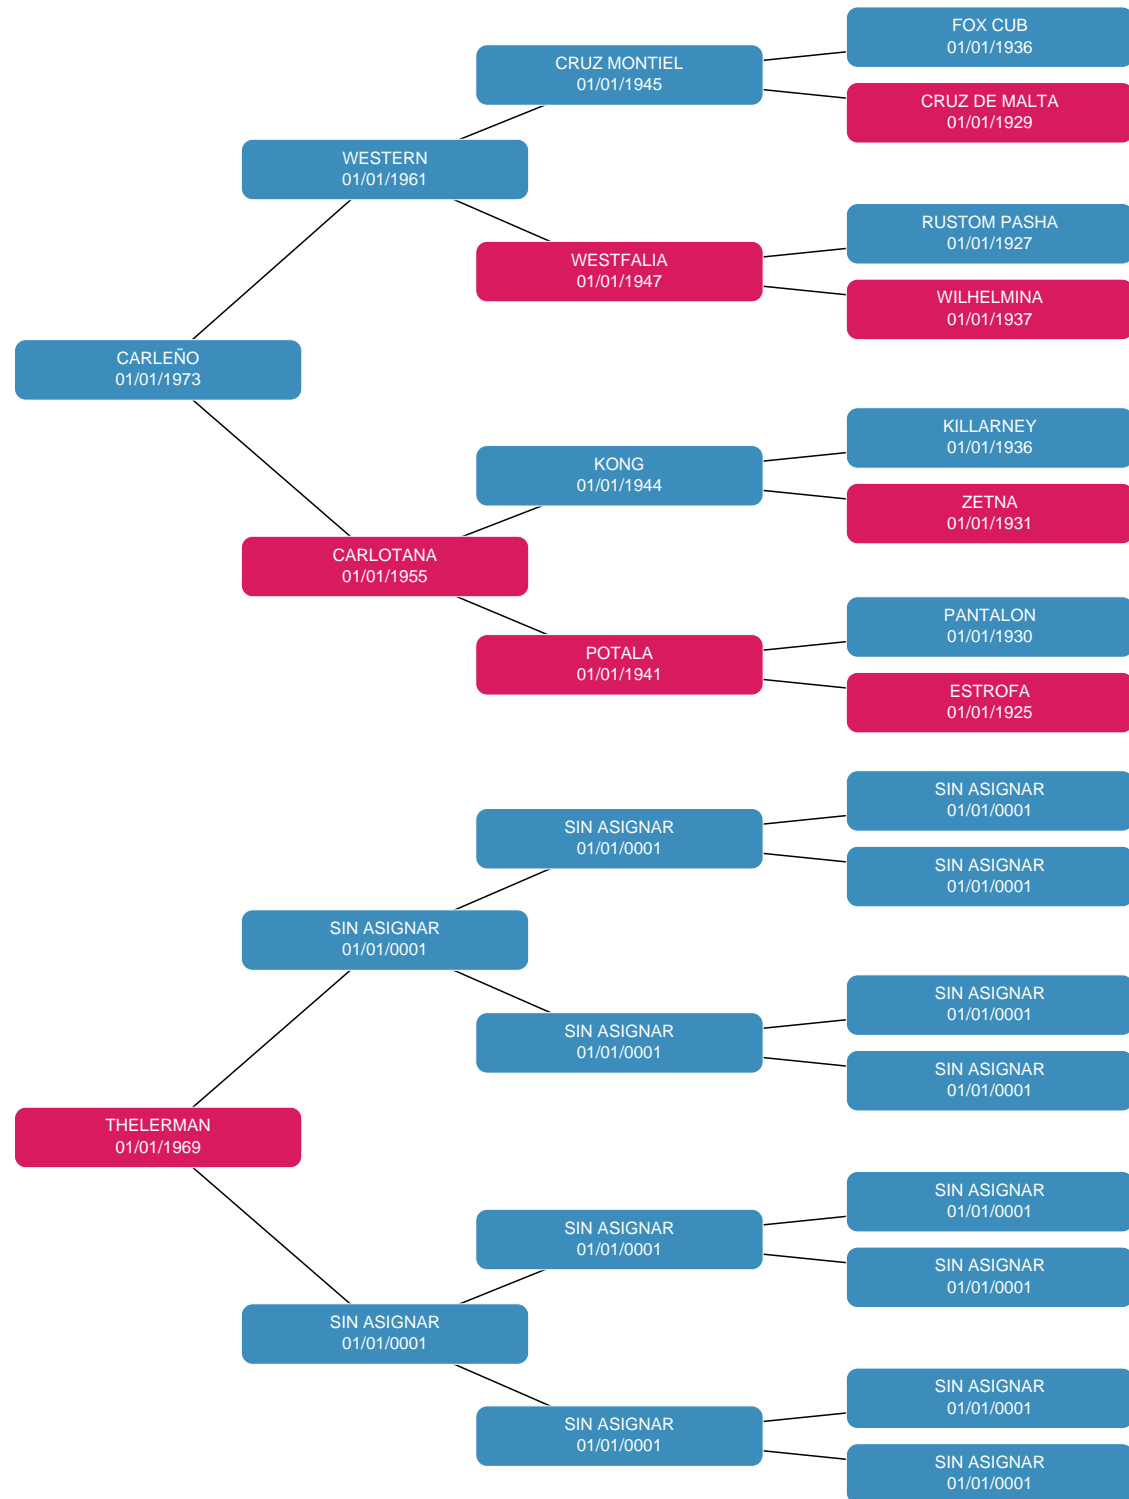 FOX CUB
01/01/1936
CRUZ MONTIEL
01/01/1945
CRUZ DE MALTA
01/01/1929
WESTERN
01/01/1961
RUSTOM PASHA
01/01/1927
WESTFALIA
01/01/1947
WILHELMINA
01/01/1937
CARLEÑO
01/01/1973
KILLARNEY
01/01/1936
KONG
01/01/1944
ZETNA
01/01/1931
CARLOTANA
01/01/1955
PANTALON
01/01/1930
POTALA
01/01/1941
ESTROFA
01/01/1925
SIN ASIGNAR
01/01/0001
SIN ASIGNAR
01/01/0001
SIN ASIGNAR
01/01/0001
SIN ASIGNAR
01/01/0001
SIN ASIGNAR
01/01/0001
SIN ASIGNAR
01/01/0001
SIN ASIGNAR
01/01/0001
THELERMAN
01/01/1969
SIN ASIGNAR
01/01/0001
SIN ASIGNAR
01/01/0001
SIN ASIGNAR
01/01/0001
SIN ASIGNAR
01/01/0001
SIN ASIGNAR
01/01/0001
SIN ASIGNAR
01/01/0001
SIN ASIGNAR
01/01/0001